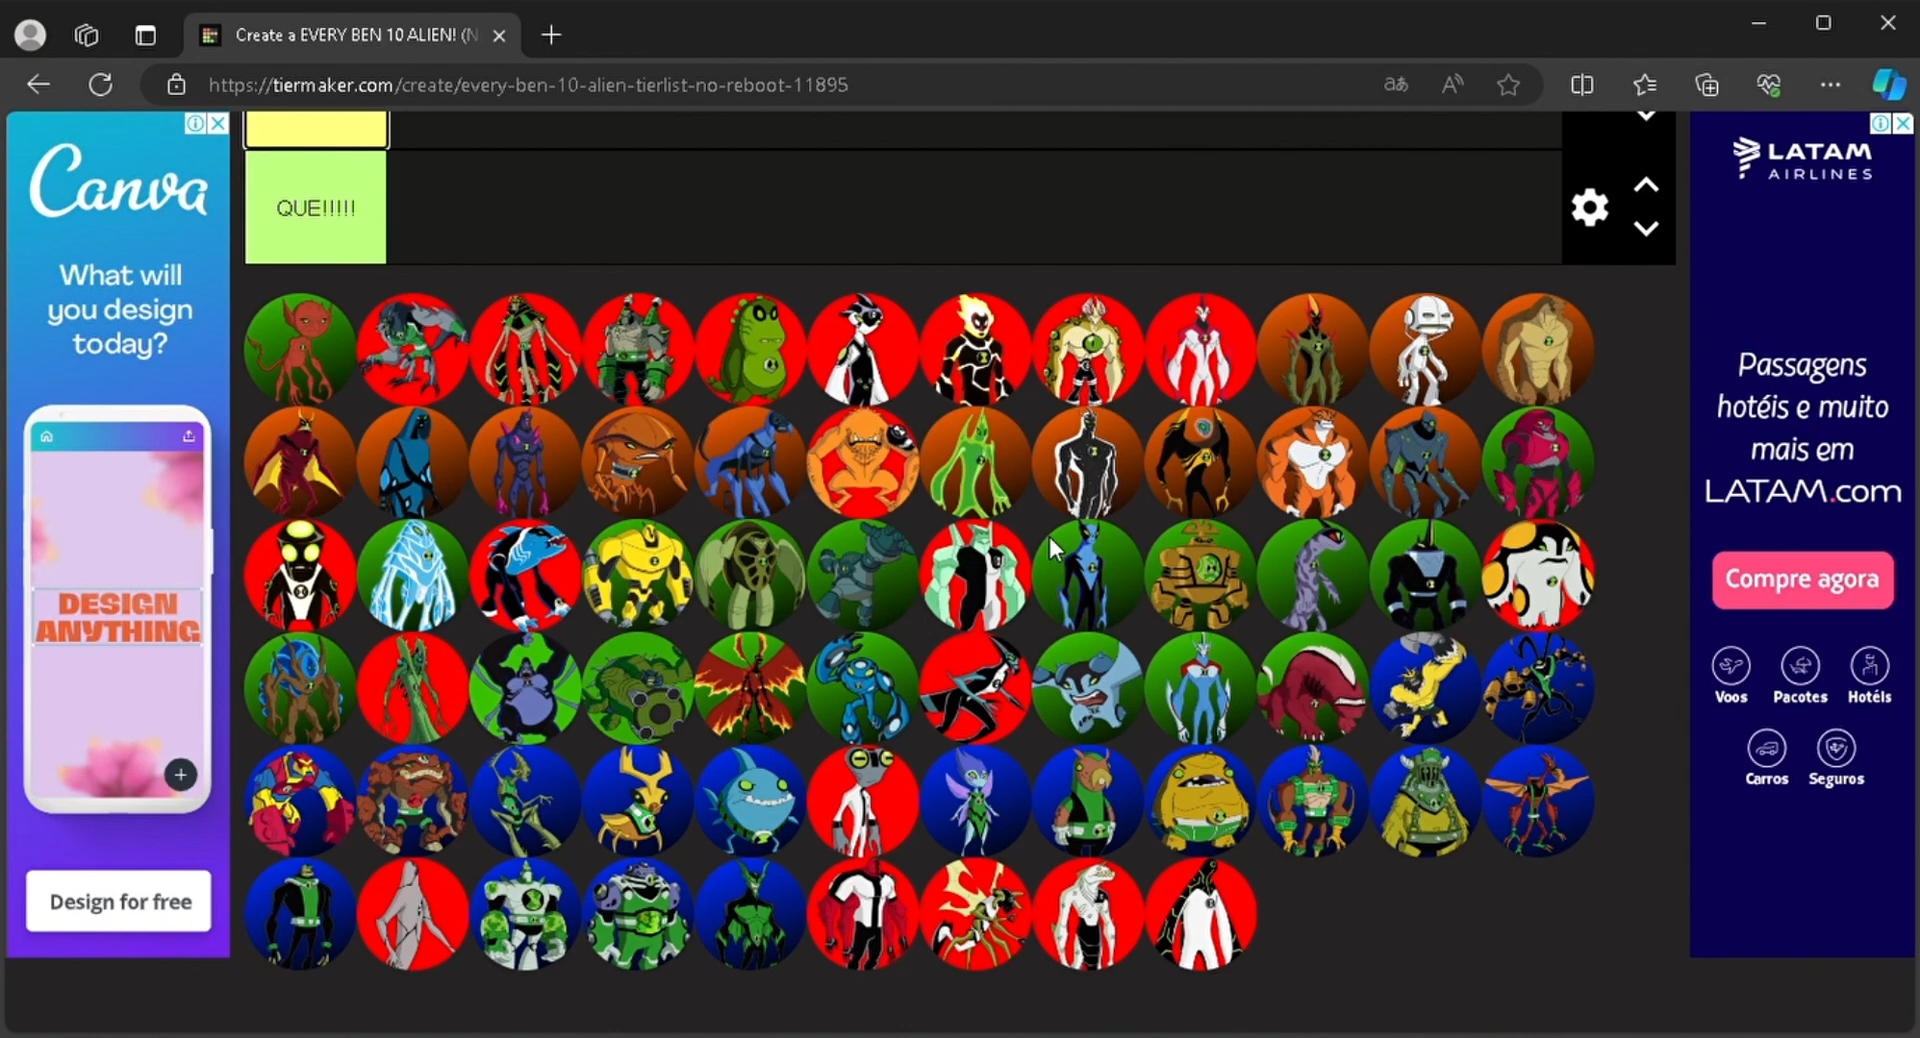 Create a EVERY BEN 10 ALIEN! (N
https://tiermaker.com/create/every-ben-10-alien-tierlist-no-reboot-11895
Canva
What will
you design
today?
DESIGN
ANYTHING
Design for free
QUE!!!!!
LATAM
AIRLINES
Passagens
hotéis e muito
mais em
LATAM.com
Compre agora
Voos
Pacotes
Hotéis
Carros
Seguros